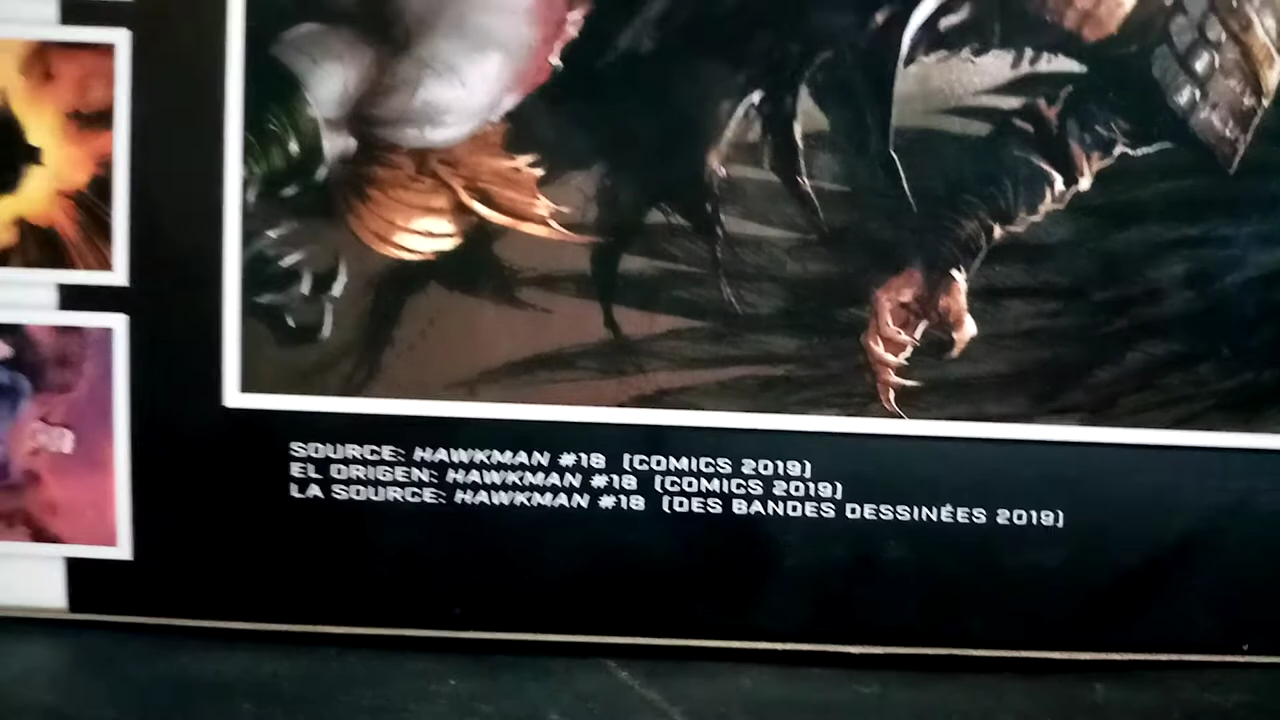 SOURCE: HAWKMAN #18 (COMICS 2019)
EL ORIGEN: HAWKMAN #18 (COMICS 2019)
LA SOURCE: HAWKMAN #18 (DES BANDES DESSINÉES 2019)